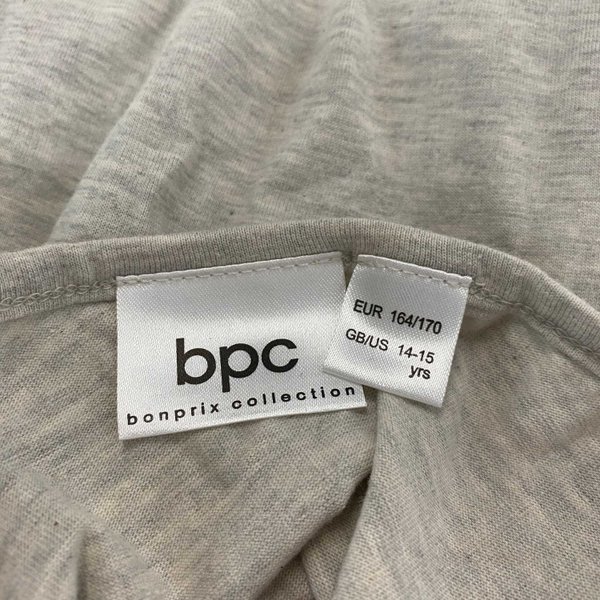 bpc
bonprix collection
EUR 164/170
GB/US 14-15
yrs